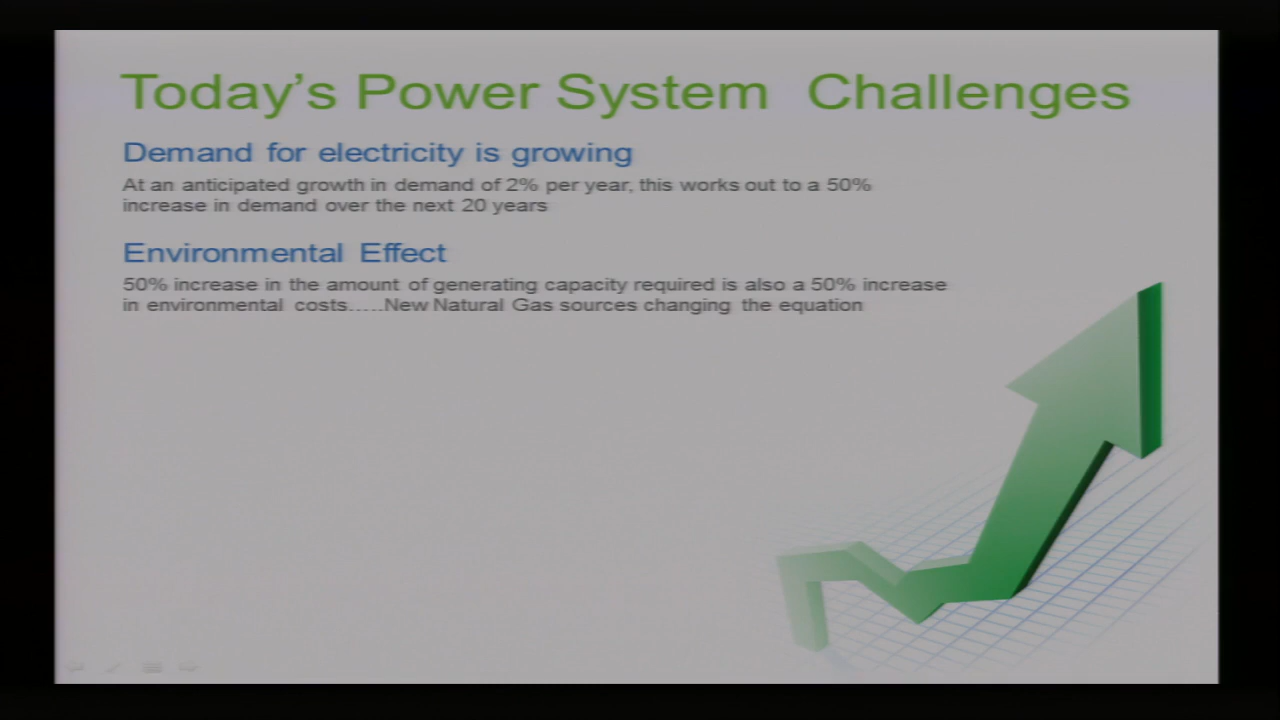 Today's Power System Challenges
Demand for electricity is growing
At an anticipated growth in demand of 2% per year, this works out to a 50%
increase in demand over the next 20 years
Environmental Effect
50% increase in the amount of generating capacity required is also a 50% increase
in environmental costs.....New Natural Gas sources changing the equation